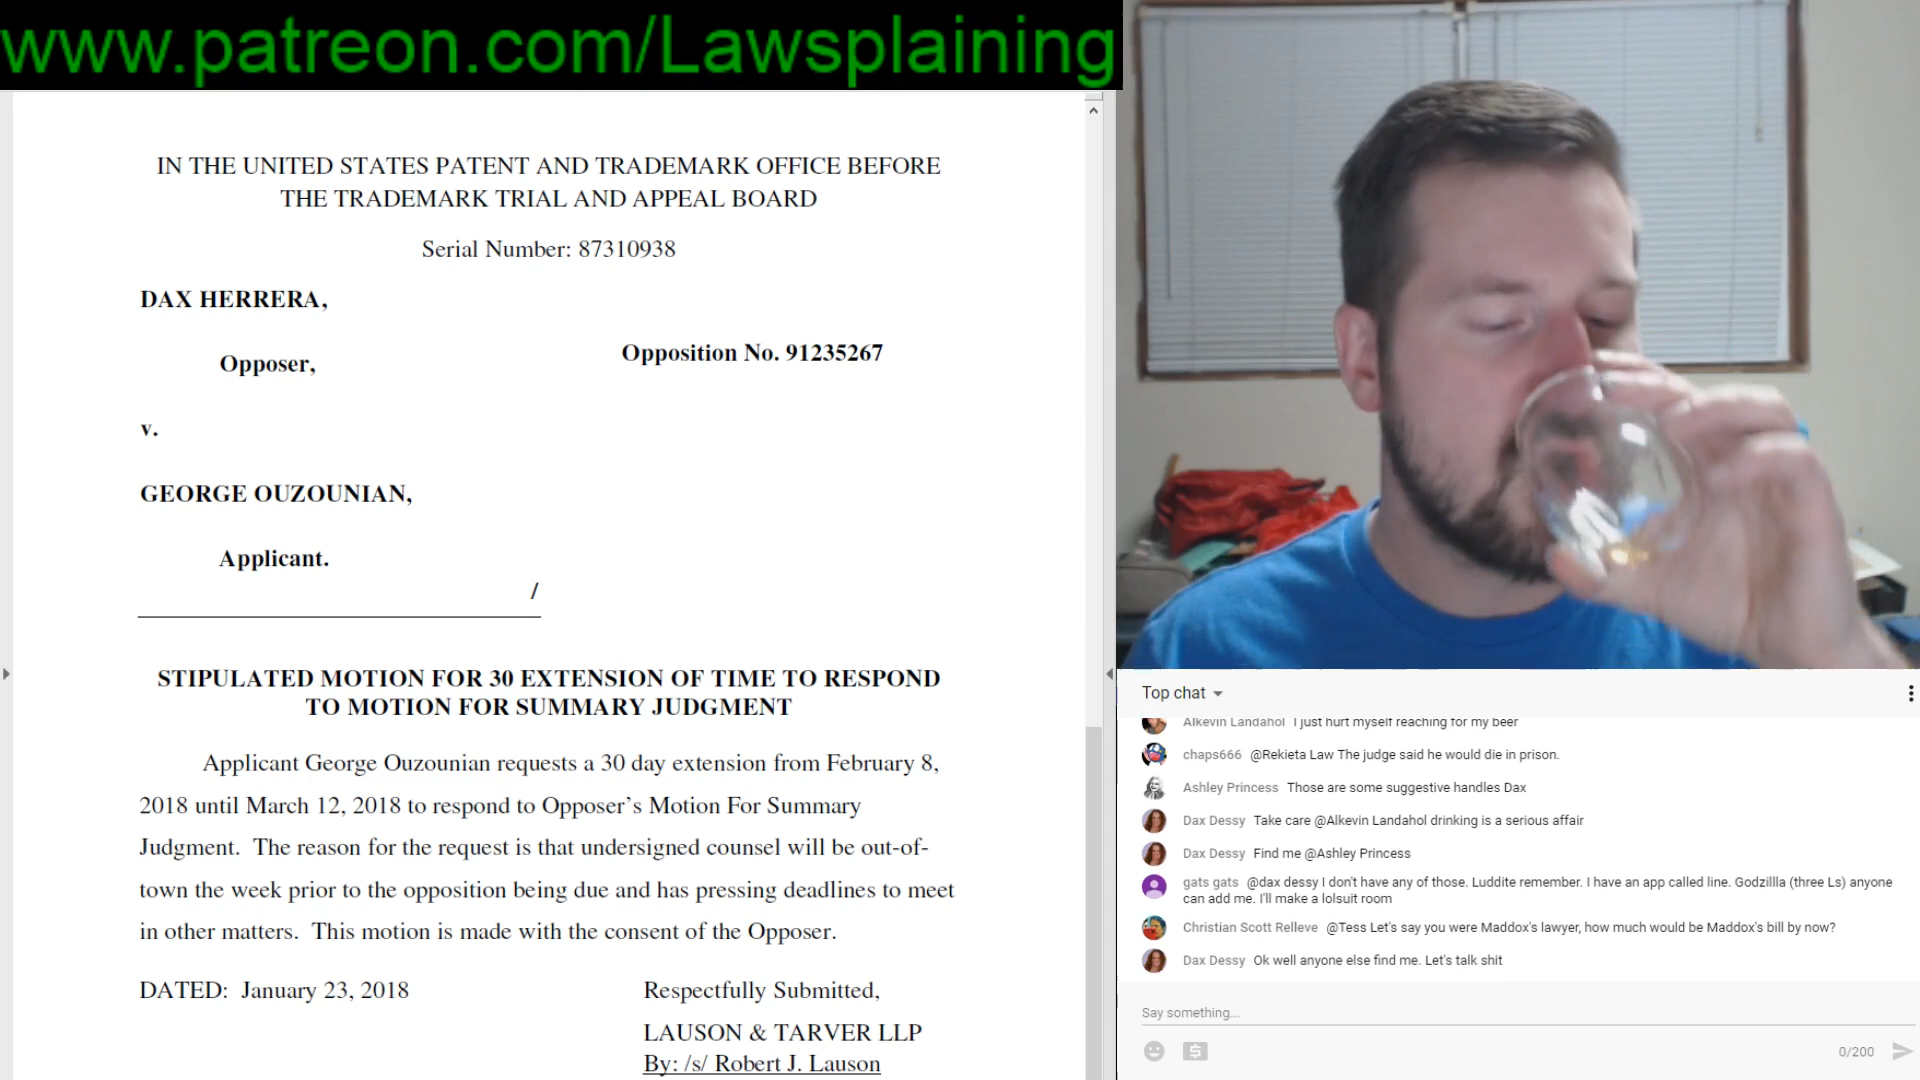 www.patreon.com/Lawsplaining
IN THE UNITED STATES PATENT AND TRADEMARK OFFICE BEFORE
THE TRADEMARK TRIAL AND APPEAL BOARD
Serial Number: 87310938
DAX HERRERA,
Opposer,
Opposition No. 91235267
v.
GEORGE OUZOUNIAN,
Applicant.
/
STIPULATED MOTION FOR 30 EXTENSION OF TIME TO RESPOND
TO MOTION FOR SUMMARY JUDGMENT
Applicant George Ouzounian requests a 30 day extension from February 8,
2018 until March 12, 2018 to respond to Opposer's Motion For Summary
Judgment. The reason for the request is that undersigned counsel will be out-of-
town the week prior to the opposition being due and has pressing deadlines to meet
in other matters. This motion is made with the consent of the Opposer.
DATED: January 23, 2018
Respectfully Submitted,
LAUSON & TARVER LLP
By: /s/ Robert J. Lauson
Top chat
Alkevin Landahol I just hurt myself reaching for my beer
chaps666 @Rekieta Law The judge said he would die in prison.
Ashley Princess Those are some suggestive handles Dax
Dax Dessy Take care @Alkevin Landahol drinking is a serious affair
Dax Dessy Find me @Ashley Princess
gats gats @dax dessy I don't have any of those. Luddite remember. I have an app called line. Godzillla (three Ls) anyone
can add me. I'll make a lolsuit room
Christian Scott Relleve @Tess Let's say you were Maddox's lawyer, how much would be Maddox's bill by now?
Dax Dessy Ok well anyone else find me. Let's talk shit
Say something...
0/200